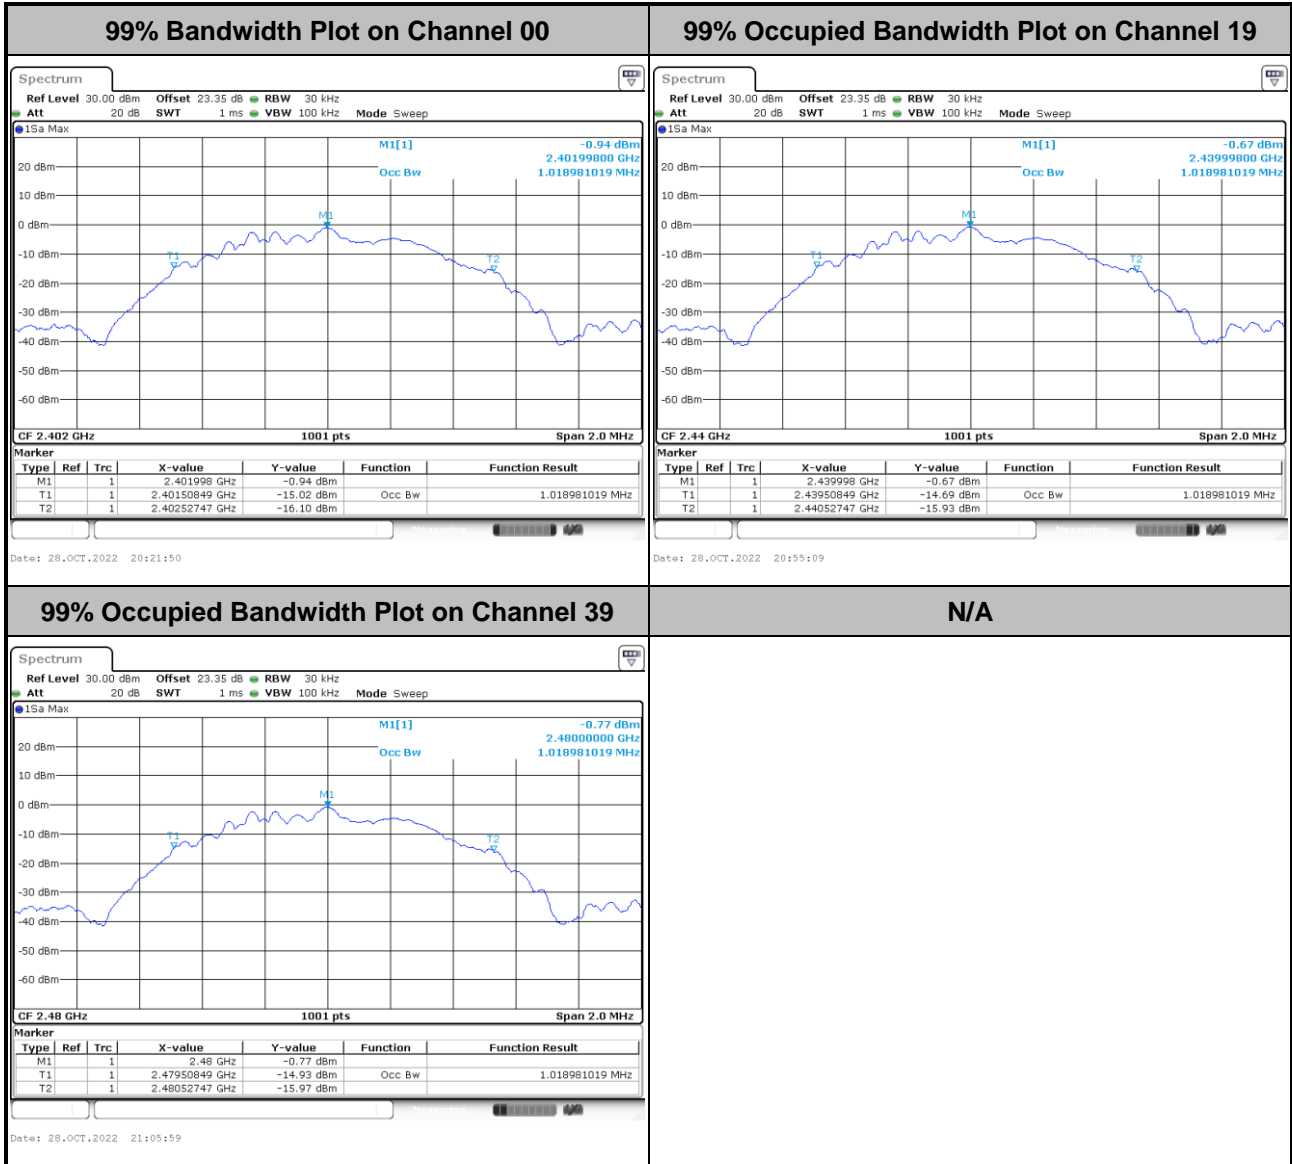 99% Bandwidth Plot on Channel 00
Spectrum
Ref Level 30.00 dBm Offset 23.35 dB RBW 30 kHz
Att 20 dB SWT 1 ms VBW 100 kHz Mode Sweep
1Sa Max
M1[1] -0.94 dBm
2.40199800 GHz
Occ Bw 1.018981019 MHz
20 dBm
10 dBm
M1
0 dBm
T1
-10 dBm
T2
-20 dBm
-30 dBm
-40 dBm
-50 dBm
-60 dBm
CF 2.402 GHz 1001 pts Span 2.0 MHz
Marker
Type Ref Trc X-value Y-value Function Function Result
M1 1 2.401998 GHz -0.94 dBm
T1 1 2.40150849 GHz -15.02 dBm Occ Bw 1.018981019 MHz
T2 1 2.40252747 GHz -16.10 dBm
Measuring
Date: 28.OCT.2022 20:21:50
99% Occupied Bandwidth Plot on Channel 19
Spectrum
Ref Level 30.00 dBm Offset 23.35 dB RBW 30 kHz
Att 20 dB SWT 1 ms VBW 100 kHz Mode Sweep
1Sa Max
M1[1] -0.67 dBm
2.43999800 GHz
Occ Bw 1.018981019 MHz
20 dBm
10 dBm
M1
0 dBm
T1
-10 dBm
T2
-20 dBm
-30 dBm
-40 dBm
-50 dBm
-60 dBm
CF 2.44 GHz 1001 pts Span 2.0 MHz
Marker
Type Ref Trc X-value Y-value Function Function Result
M1 1 2.439998 GHz -0.67 dBm
T1 1 2.43950849 GHz -14.69 dBm Occ Bw 1.018981019 MHz
T2 1 2.44052747 GHz -15.93 dBm
Measuring
Date: 28.OCT.2022 20:55:09
99% Occupied Bandwidth Plot on Channel 39
Spectrum
Ref Level 30.00 dBm Offset 23.35 dB RBW 30 kHz
Att 20 dB SWT 1 ms VBW 100 kHz Mode Sweep
1Sa Max
M1[1] -0.77 dBm
2.48000000 GHz
Occ Bw 1.018981019 MHz
20 dBm
10 dBm
M1
0 dBm
T1
-10 dBm
T2
-20 dBm
-30 dBm
-40 dBm
-50 dBm
-60 dBm
CF 2.48 GHz 1001 pts Span 2.0 MHz
Marker
Type Ref Trc X-value Y-value Function Function Result
M1 1 2.48 GHz -0.77 dBm
T1 1 2.47950849 GHz -14.93 dBm Occ Bw 1.018981019 MHz
T2 1 2.48052747 GHz -15.97 dBm
Measuring
Date: 28.OCT.2022 21:05:59
N/A